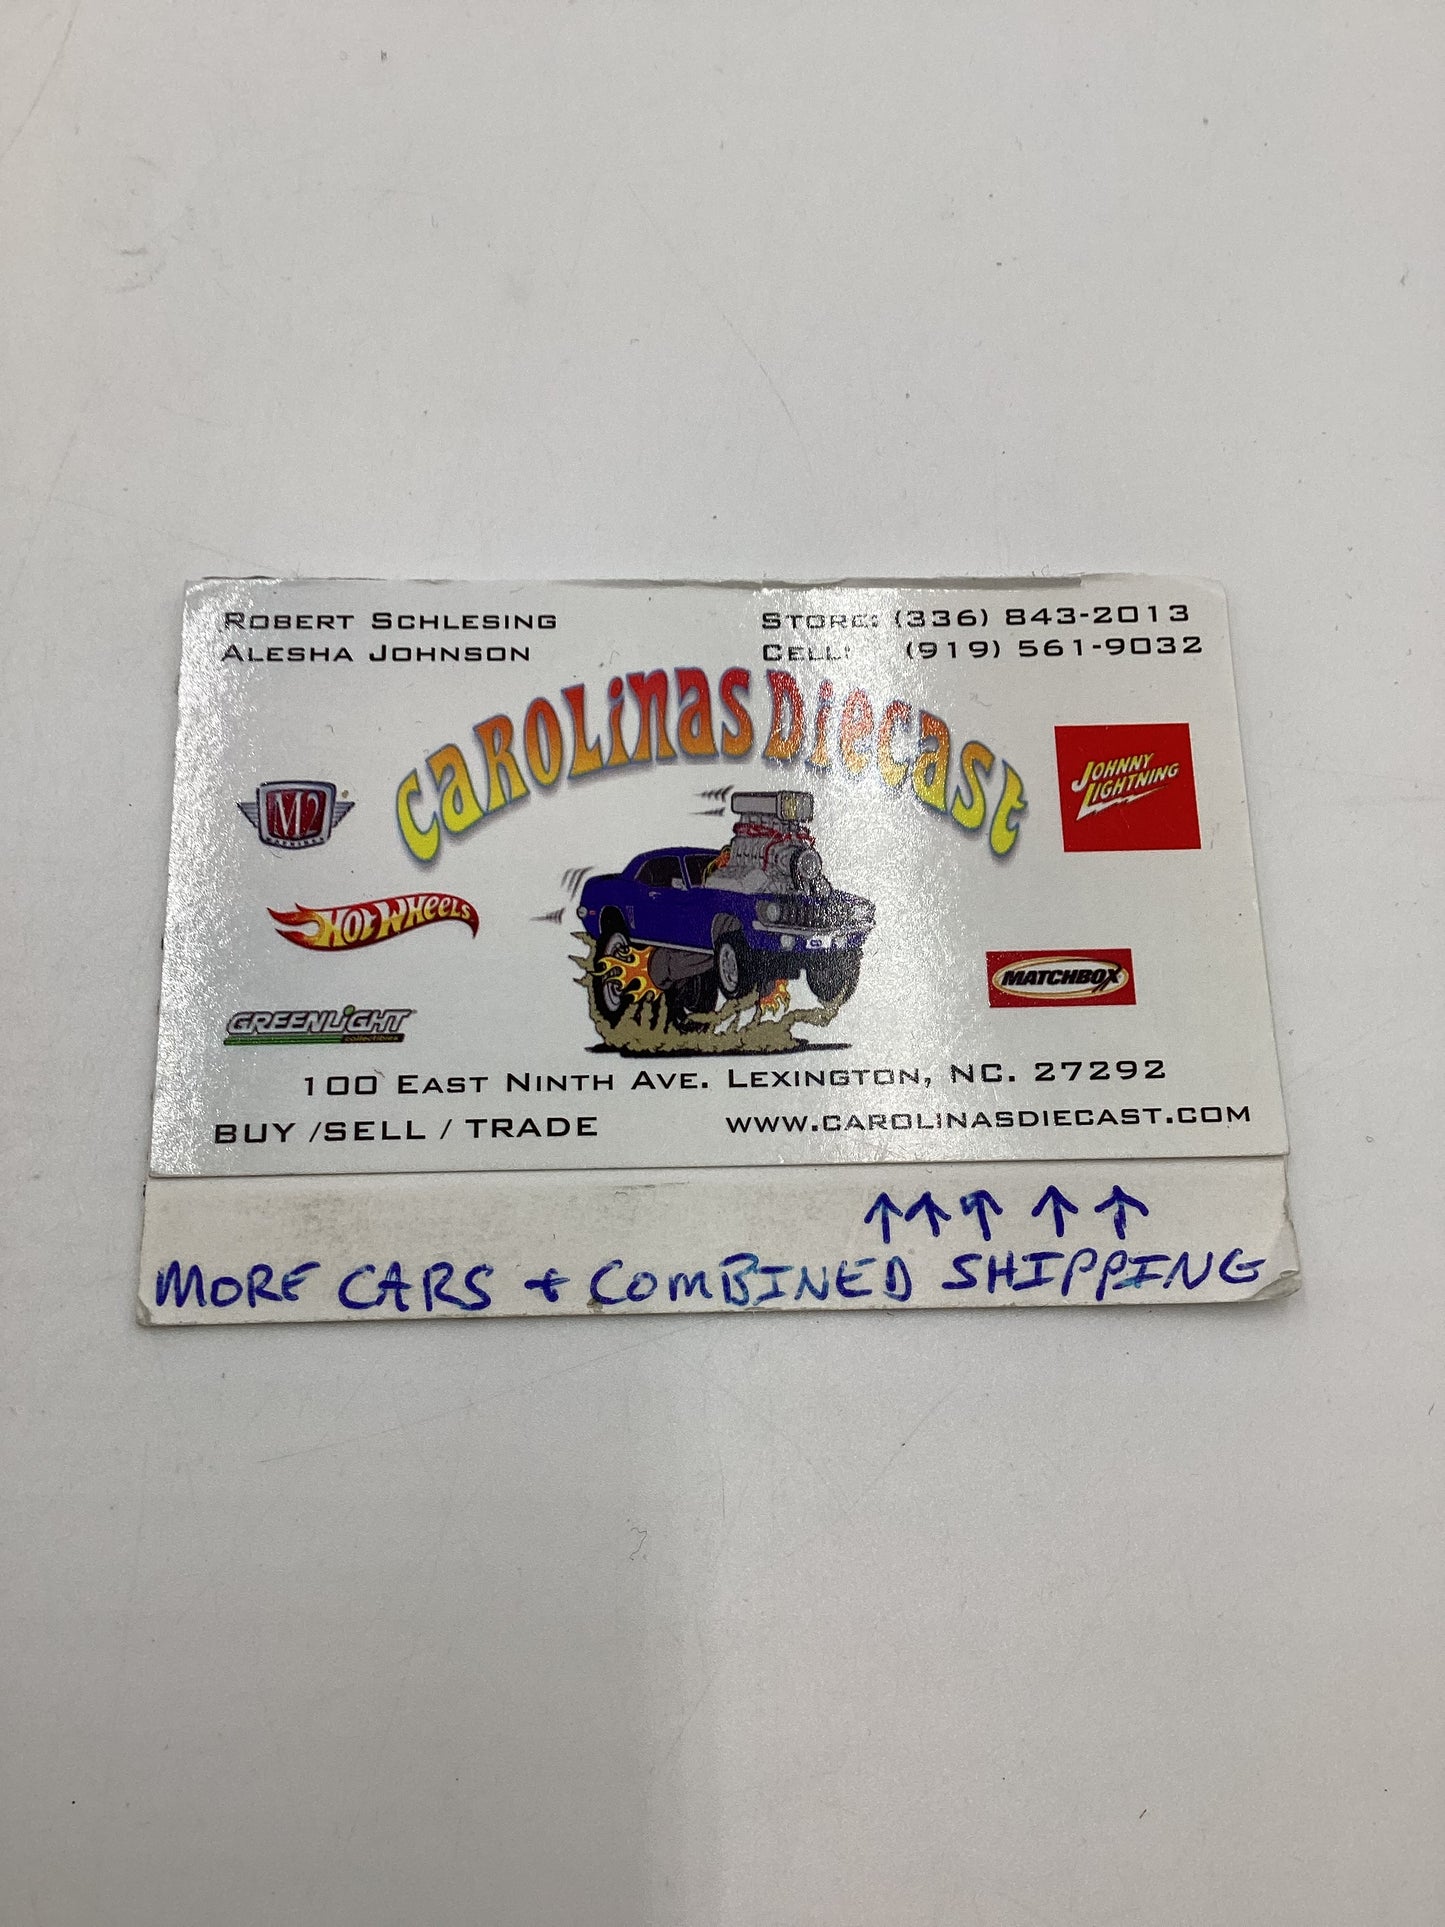 ROBERT SCHLESING
ALESHA JOHNSON
STORE: (336) 843-2013
CELL: (919) 561-9032
CAROLINAS DIECAST
M2
MACHINES
JOHNNY
LIGHTNING
HOT WHEELS
MATCHBOX
GREENLIGHT
collectibles
100 EAST NINTH AVE. LEXINGTON, NC. 27292
BUY /SELL / TRADE
WWW.CAROLINASDIECAST.COM
↑↑↑↑↑
MORE CARS + COMBINED SHIPPING